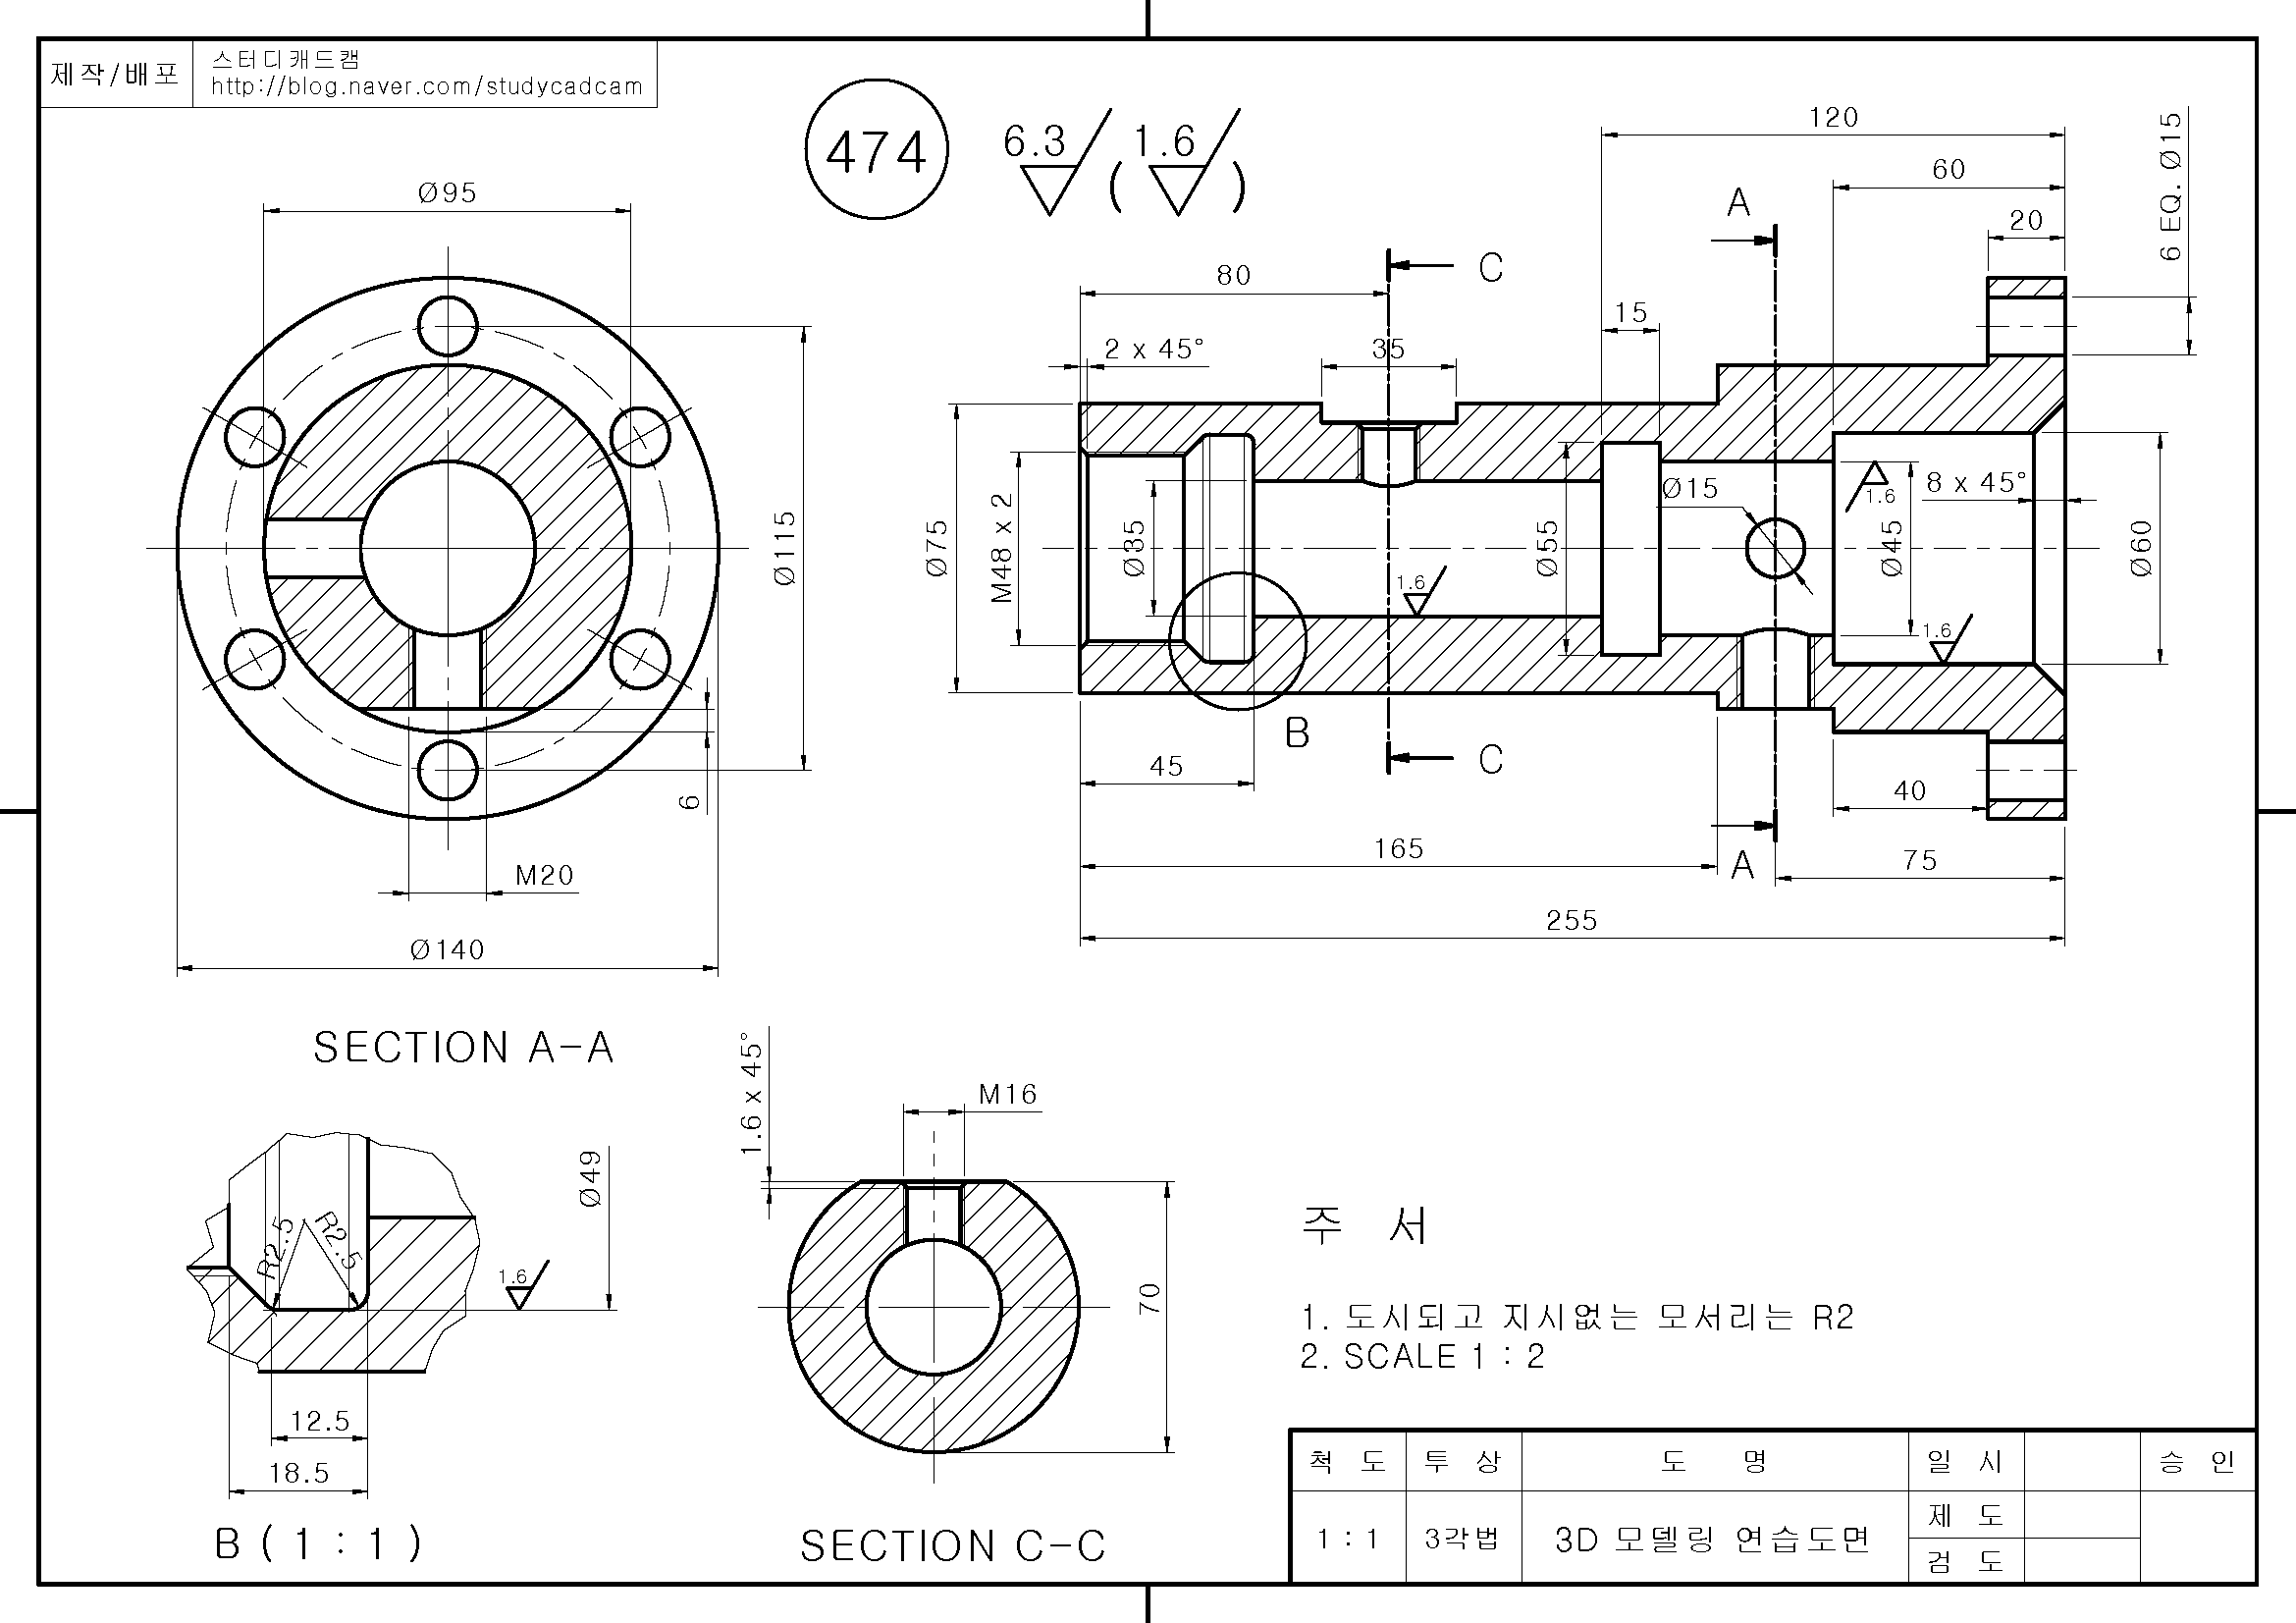 제작/배포
스터디캐드캠
http://blog.naver.com/studycadcam
474
6.3
( 1.6 )
Ø95
Ø115
6
M20
Ø140
SECTION A-A
120
60
20
6 EQ. Ø15
A
C
80
15
2 x 45°
35
Ø75
M48 x 2
Ø35
1.6
Ø55
Ø15
1.6
8 x 45°
Ø45
Ø60
1.6
B
C
45
40
165
A
75
255
R2.5
R2.5
Ø49
1.6
12.5
18.5
B ( 1 : 1 )
1.6 x 45°
M16
70
SECTION C-C
주 서
1. 도시되고 지시없는 모서리는 R2
2. SCALE 1 : 2
척 도
투 상
도 명
일 시
승 인
1 : 1
3각법
3D 모델링 연습도면
제 도
검 도